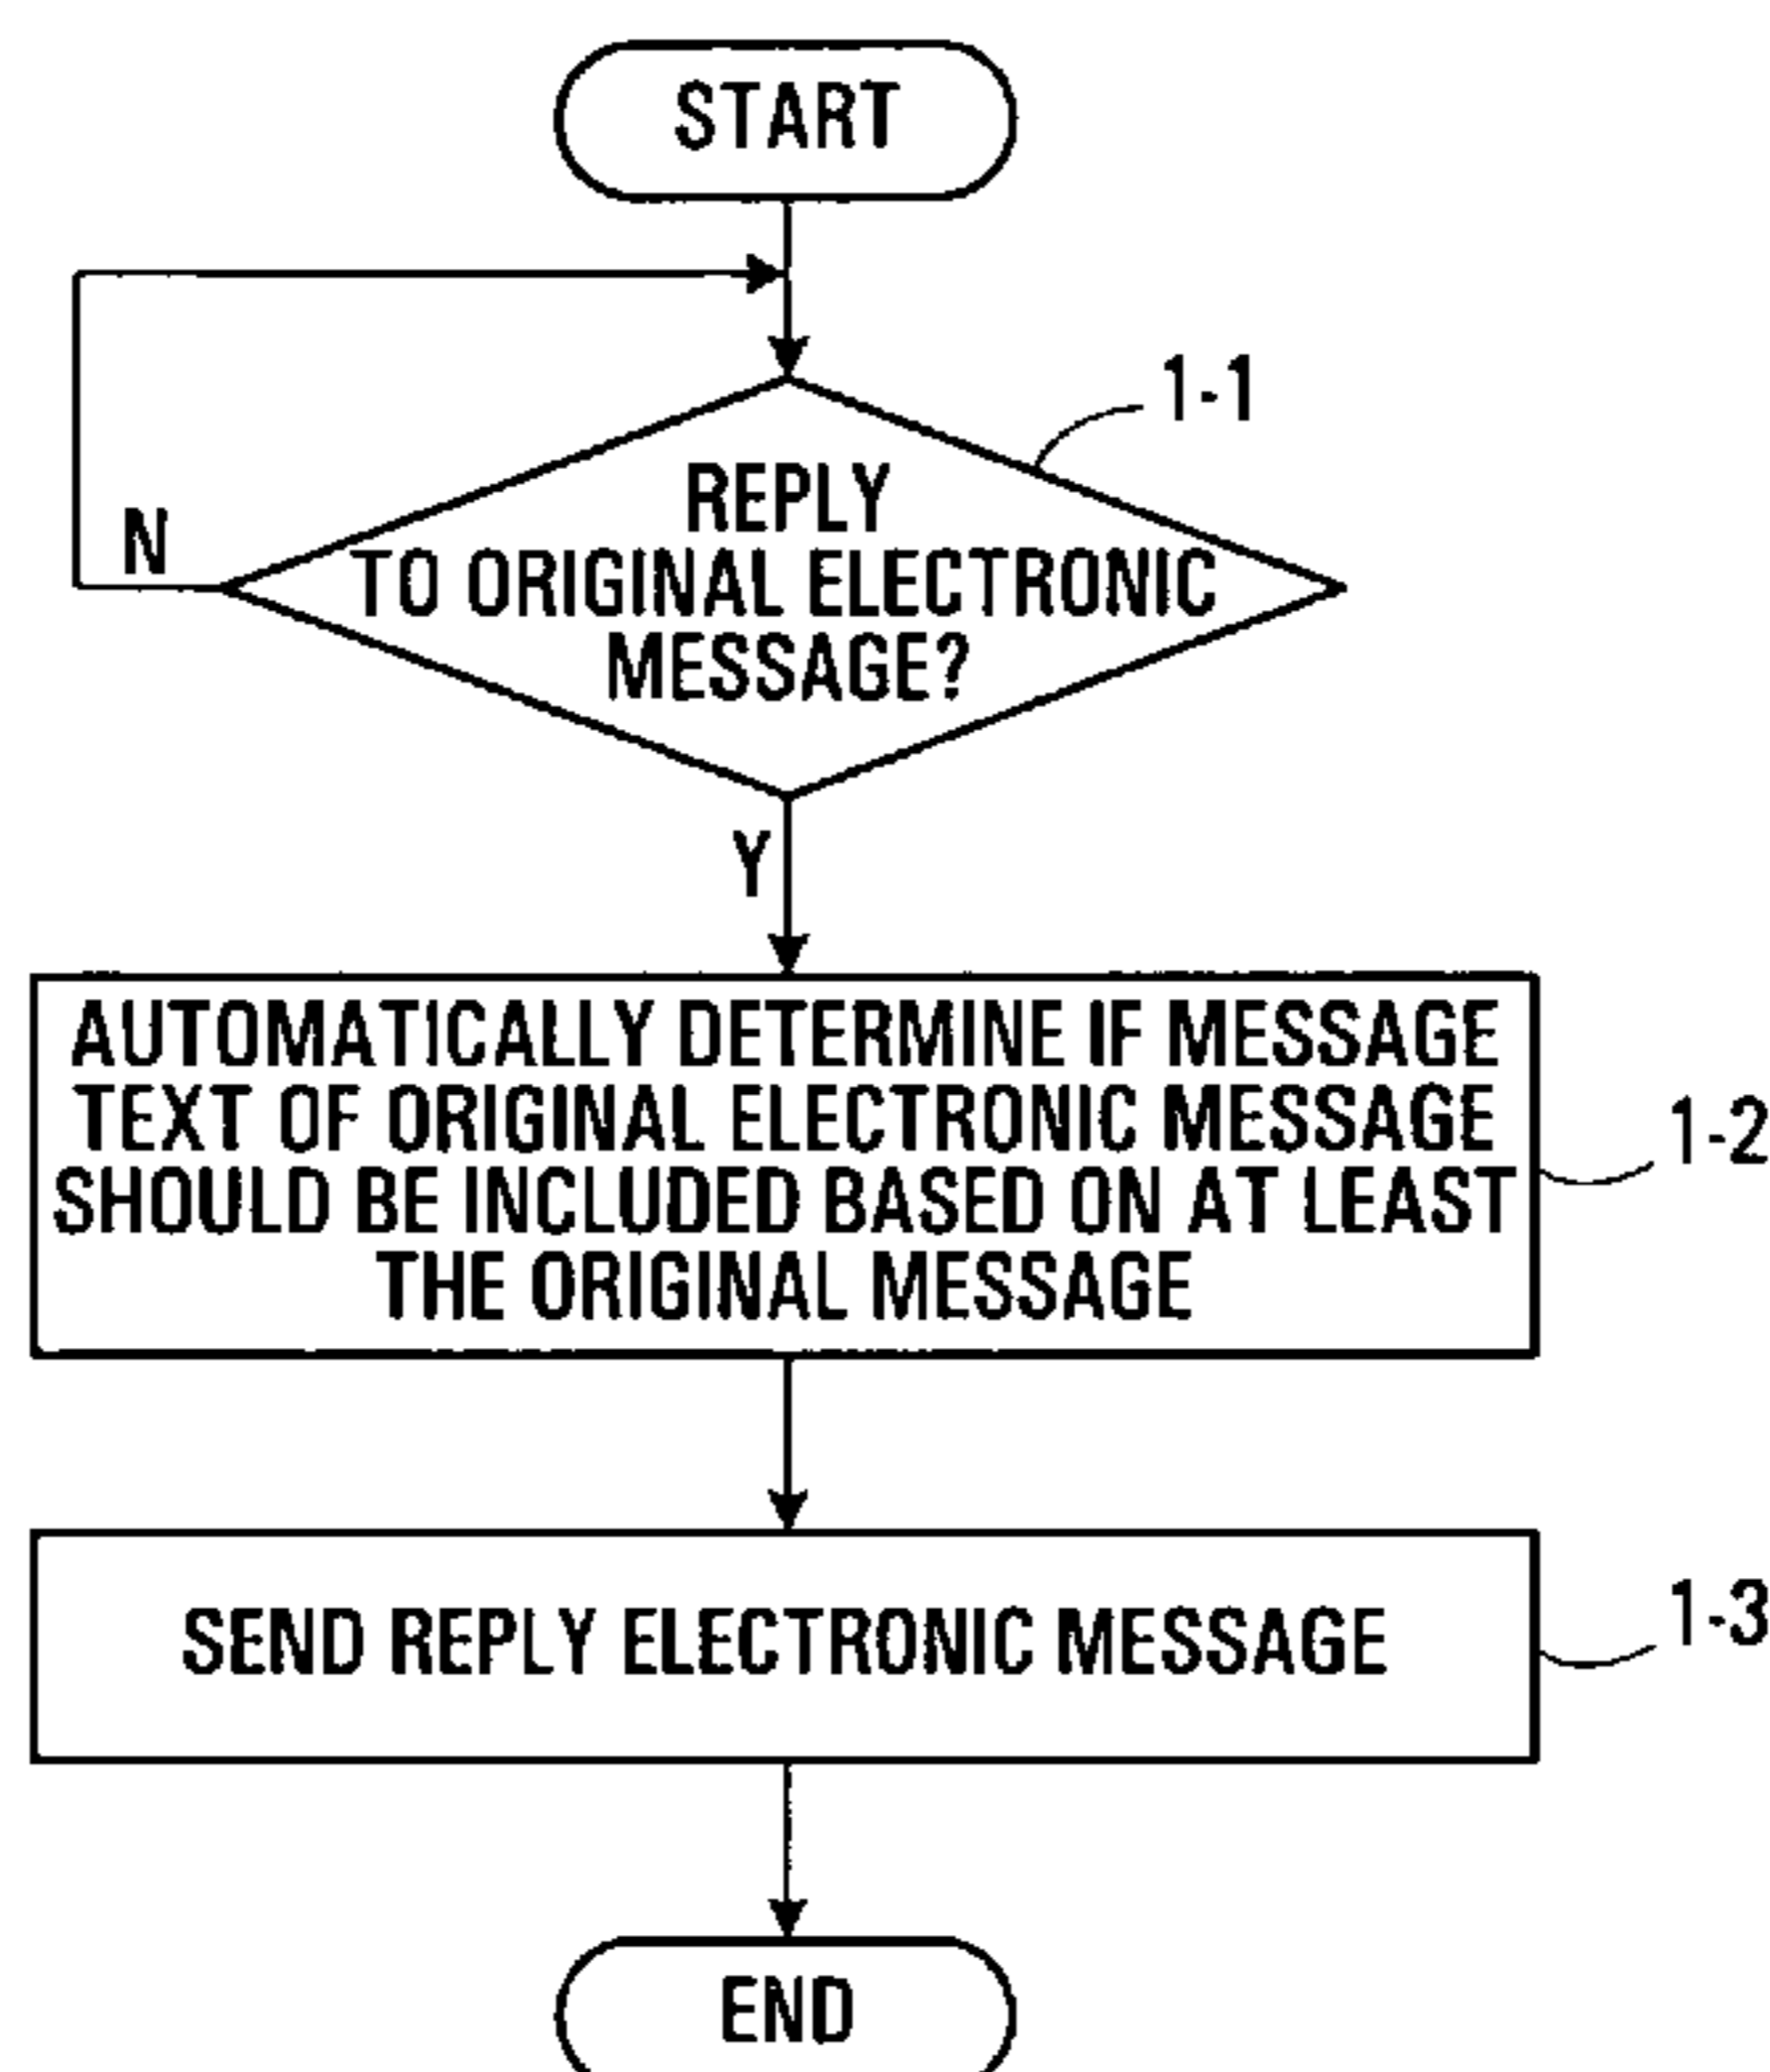 START
1-1
REPLY
TO ORIGINAL ELECTRONIC
MESSAGE?
N
Y
AUTOMATICALLY DETERMINE IF MESSAGE
TEXT OF ORIGINAL ELECTRONIC MESSAGE
SHOULD BE INCLUDED BASED ON AT LEAST
THE ORIGINAL MESSAGE
1-2
SEND REPLY ELECTRONIC MESSAGE
1-3
END